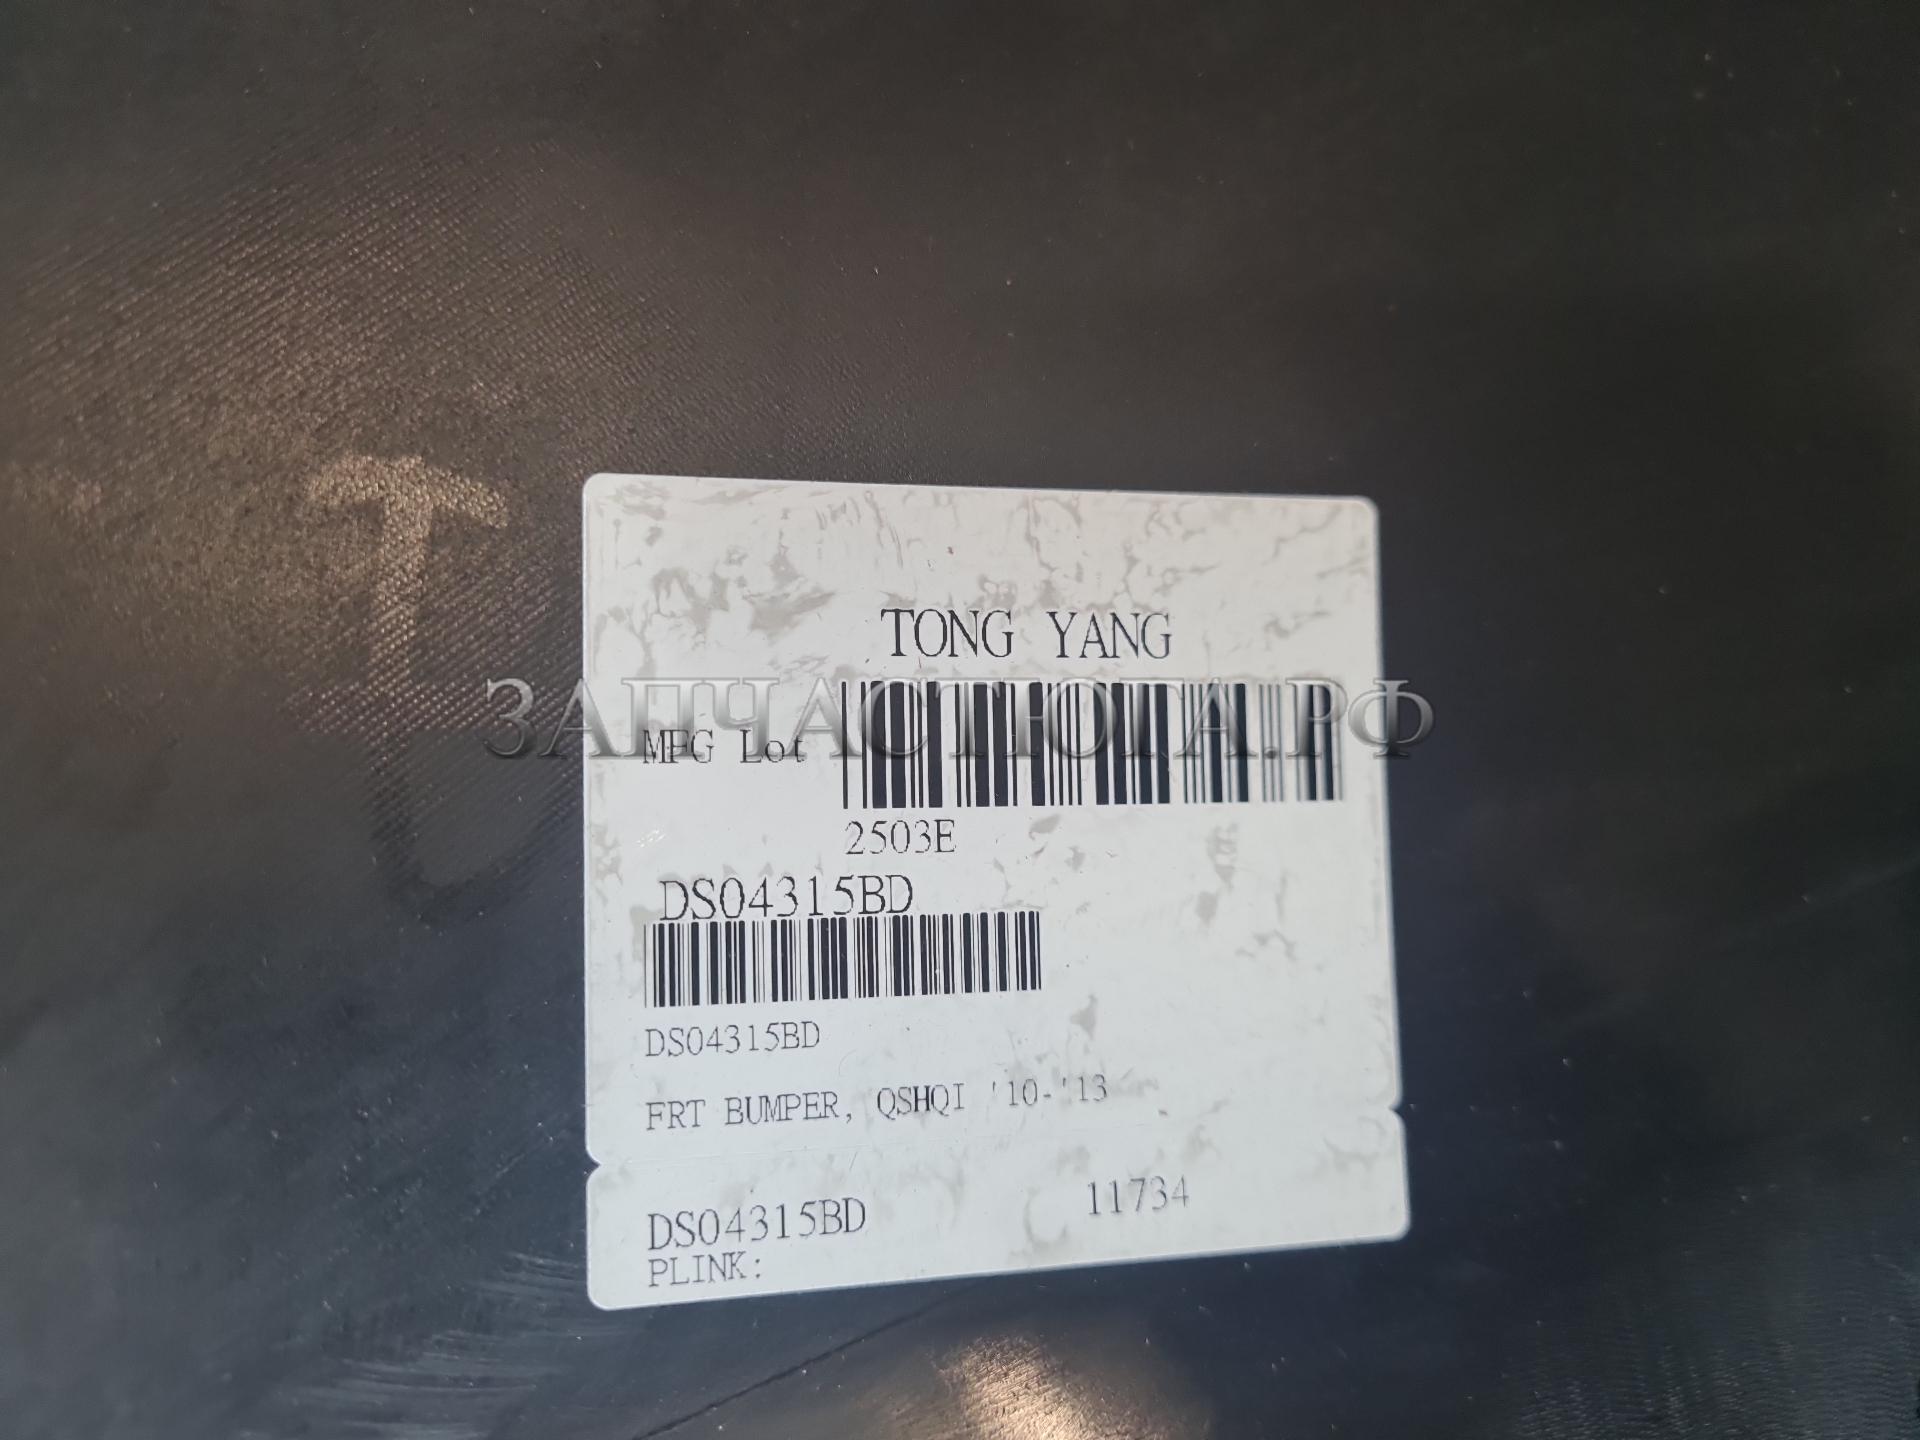 TONG YANG
ЗАПЧАСТЮГА.РФ
MFG Lot
2503E
DS04315BD
DS04315BD
FRT BUMPER, QSHQI '10-'13
DS04315BD 11734
PLINK: